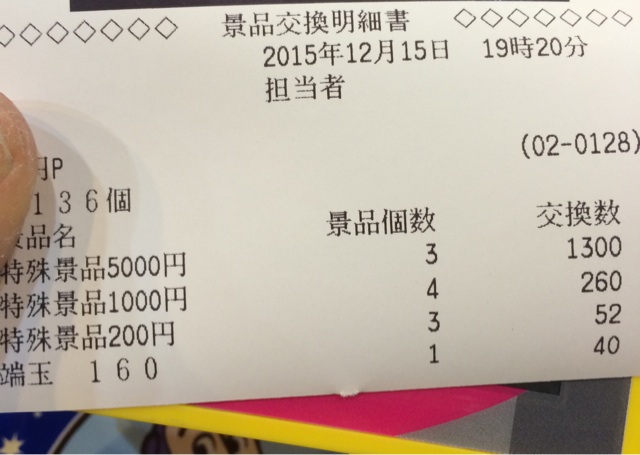 ◇◇◇◇◇◇◇ 景品交換明細書 ◇◇◇◇◇◇◇
2015年12月15日 19時20分
担当者
(02-0128)
円P
136個
景品名 景品個数 交換数
特殊景品5000円 3 1300
特殊景品1000円 4 260
特殊景品200円 3 52
端玉 160 1 40